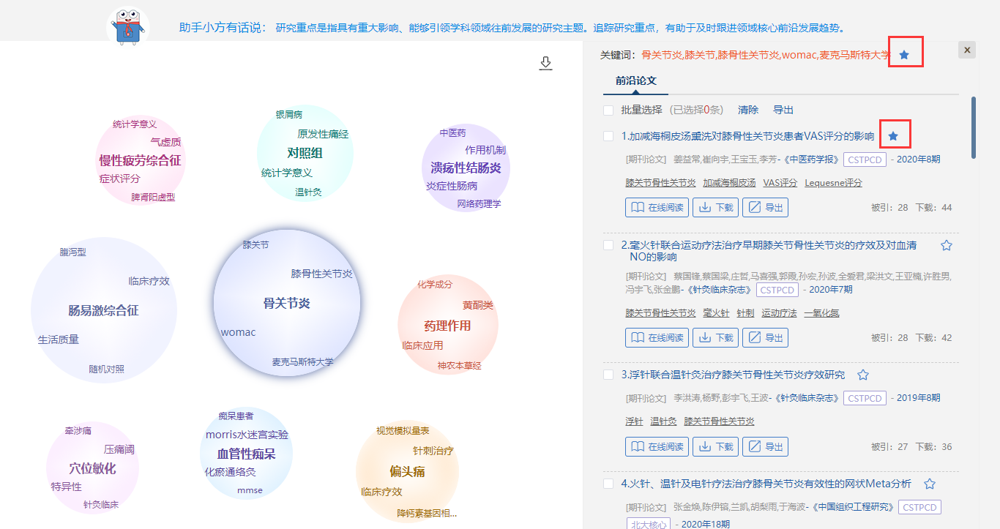 助手小方有话说： 研究重点是指具有重大影响、能够引领学科领域往前发展的研究主题。追踪研究重点，有助于及时跟进领域核心前沿发展趋势。
统计学意义
气虚质
慢性疲劳综合征
症状评分
脾肾阳虚型
银屑病
原发性痛经
对照组
统计学意义
温针灸
中医药
作用机制
溃疡性结肠炎
炎症性肠病
网络药理学
腹泻型
临床疗效
肠易激综合征
生活质量
随机对照
膝关节
膝骨性关节炎
骨关节炎
womac
麦克马斯特大学
化学成分
黄酮类
药理作用
临床应用
神农本草经
牵涉痛
压痛阈
穴位敏化
特异性
针灸临床
痴呆患者
morris水迷宫实验
血管性痴呆
化瘀通络灸
mmse
视觉模拟量表
针刺治疗
偏头痛
临床疗效
降钙素基因相...
关键词： 骨关节炎,膝关节,膝骨性关节炎,womac,麦克马斯特大学
x
前沿论文
批量选择 (已选择0条) 清除 导出
1.加减海桐皮汤熏洗对膝骨性关节炎患者VAS评分的影响
[期刊论文] 姜益常,崔向宇,王宝玉,李芳-《中医药学报》 CSTPCD - 2020年8期
膝关节骨性关节炎 加减海桐皮汤 VAS评分 Lequesne评分
在线阅读 下载 导出 被引：28 下载：44
2.毫火针联合运动疗法治疗早期膝关节骨性关节炎的疗效及对血清
NO的影响
[期刊论文] 蔡国锋,蔡国梁,庄哲,马喜强,郭霞,孙宏,孙波,全爱君,梁洪文,王亚楠,许胜男,
冯宇飞,张金鹏-《针灸临床杂志》 CSTPCD - 2020年7期
膝关节骨性关节炎 毫火针 针刺 运动疗法 一氧化氮
在线阅读 下载 导出 被引：28 下载：42
3.浮针联合温针灸治疗膝关节骨性关节炎疗效研究
[期刊论文] 李洪涛,杨野,彭宇飞,王波-《针灸临床杂志》 CSTPCD - 2019年8期
浮针 温针灸 膝关节骨性关节炎
在线阅读 下载 导出 被引：27 下载：36
4.火针、温针及电针疗法治疗膝骨关节炎有效性的网状Meta分析
[期刊论文] 张金焕,陈伊镕,兰凯,胡梨雨,于海波-《中国组织工程研究》 CSTPCD
北大核心 - 2020年18期